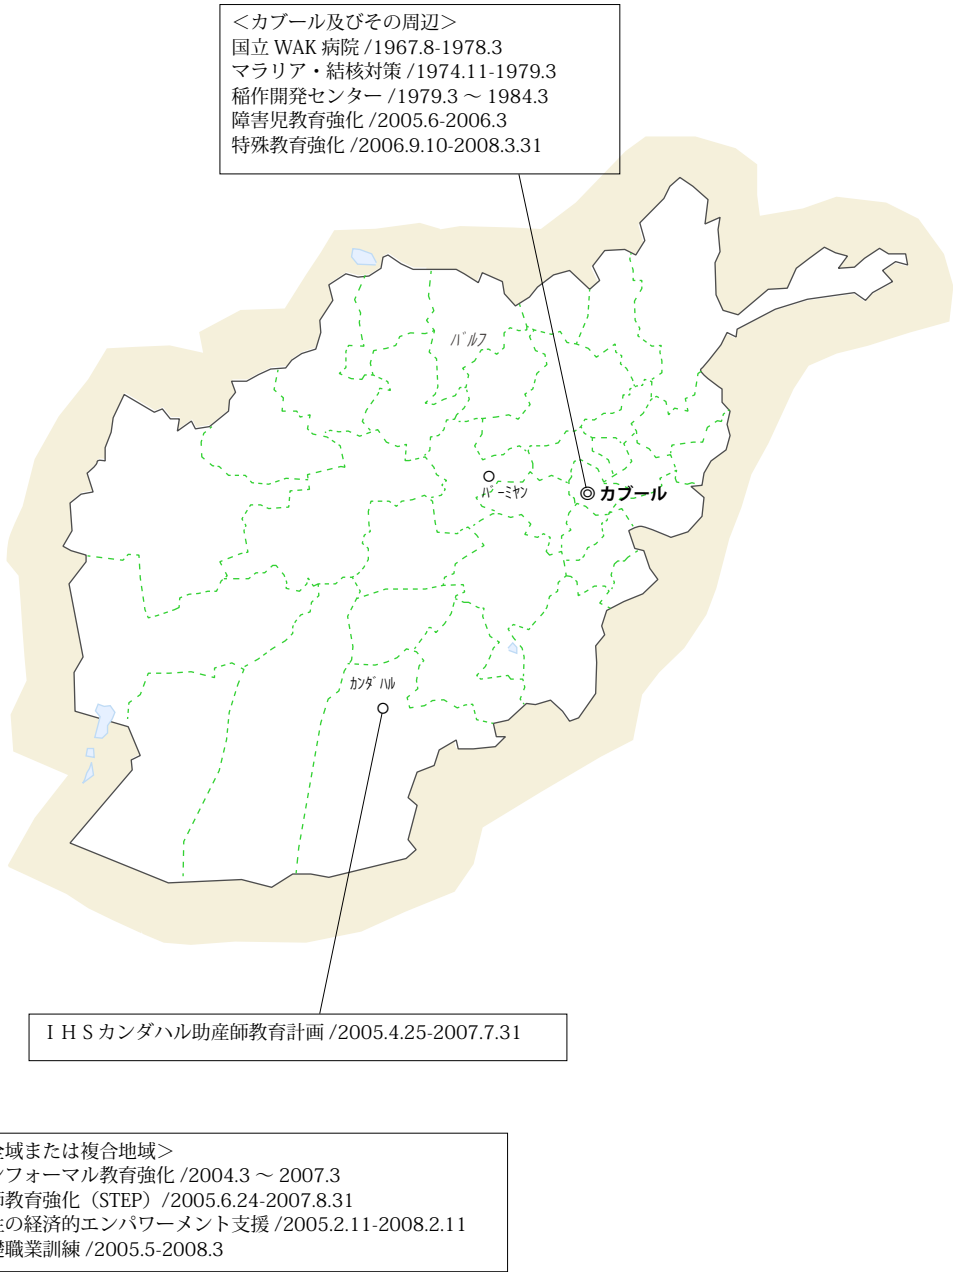 ＜カブール及びその周辺＞
国立 WAK 病院 /1967.8-1978.3
マラリア・結核対策 /1974.11-1979.3
稲作開発センター /1979.3 ～ 1984.3
障害児教育強化 /2005.6-2006.3
特殊教育強化 /2006.9.10-2008.3.31
バルフ
バーミヤン
カブール
カンダハル
ＩＨＳカンダハル助産師教育計画 /2005.4.25-2007.7.31
全域または複合地域＞
ンフォーマル教育強化 /2004.3 ～ 2007.3
師教育強化（STEP）/2005.6.24-2007.8.31
性の経済的エンパワーメント支援 /2005.2.11-2008.2.11
礎職業訓練 /2005.5-2008.3